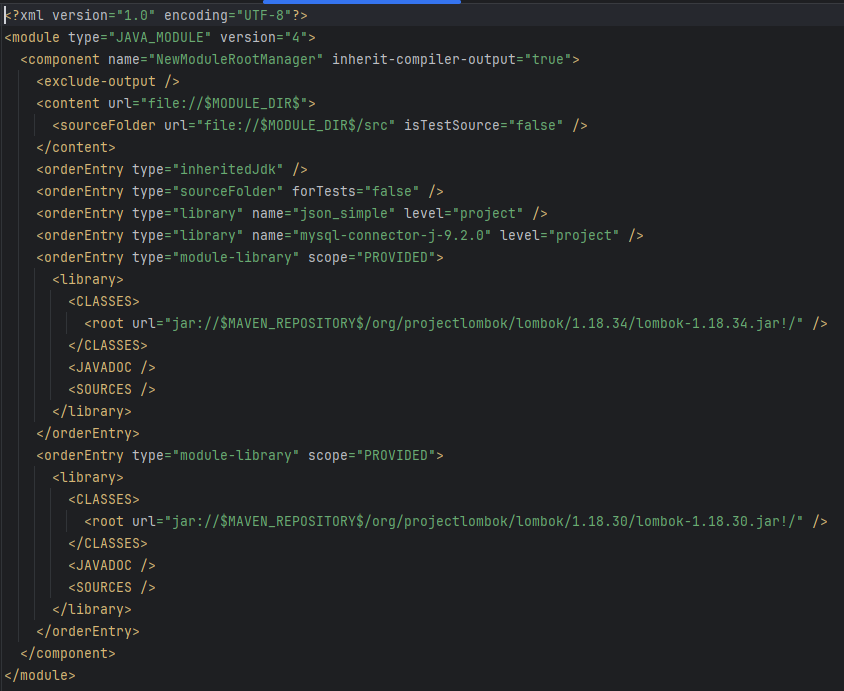 <?xml version="1.0" encoding="UTF-8"?>
<module type="JAVA_MODULE" version="4">
  <component name="NewModuleRootManager" inherit-compiler-output="true">
    <exclude-output />
    <content url="file://$MODULE_DIR$">
      <sourceFolder url="file://$MODULE_DIR$/src" isTestSource="false" />
    </content>
    <orderEntry type="inheritedJdk" />
    <orderEntry type="sourceFolder" forTests="false" />
    <orderEntry type="library" name="json_simple" level="project" />
    <orderEntry type="library" name="mysql-connector-j-9.2.0" level="project" />
    <orderEntry type="module-library" scope="PROVIDED">
      <library>
        <CLASSES>
          <root url="jar://$MAVEN_REPOSITORY$/org/projectlombok/lombok/1.18.34/lombok-1.18.34.jar!/" />
        </CLASSES>
        <JAVADOC />
        <SOURCES />
      </library>
    </orderEntry>
    <orderEntry type="module-library" scope="PROVIDED">
      <library>
        <CLASSES>
          <root url="jar://$MAVEN_REPOSITORY$/org/projectlombok/lombok/1.18.30/lombok-1.18.30.jar!/" />
        </CLASSES>
        <JAVADOC />
        <SOURCES />
      </library>
    </orderEntry>
  </component>
</module>